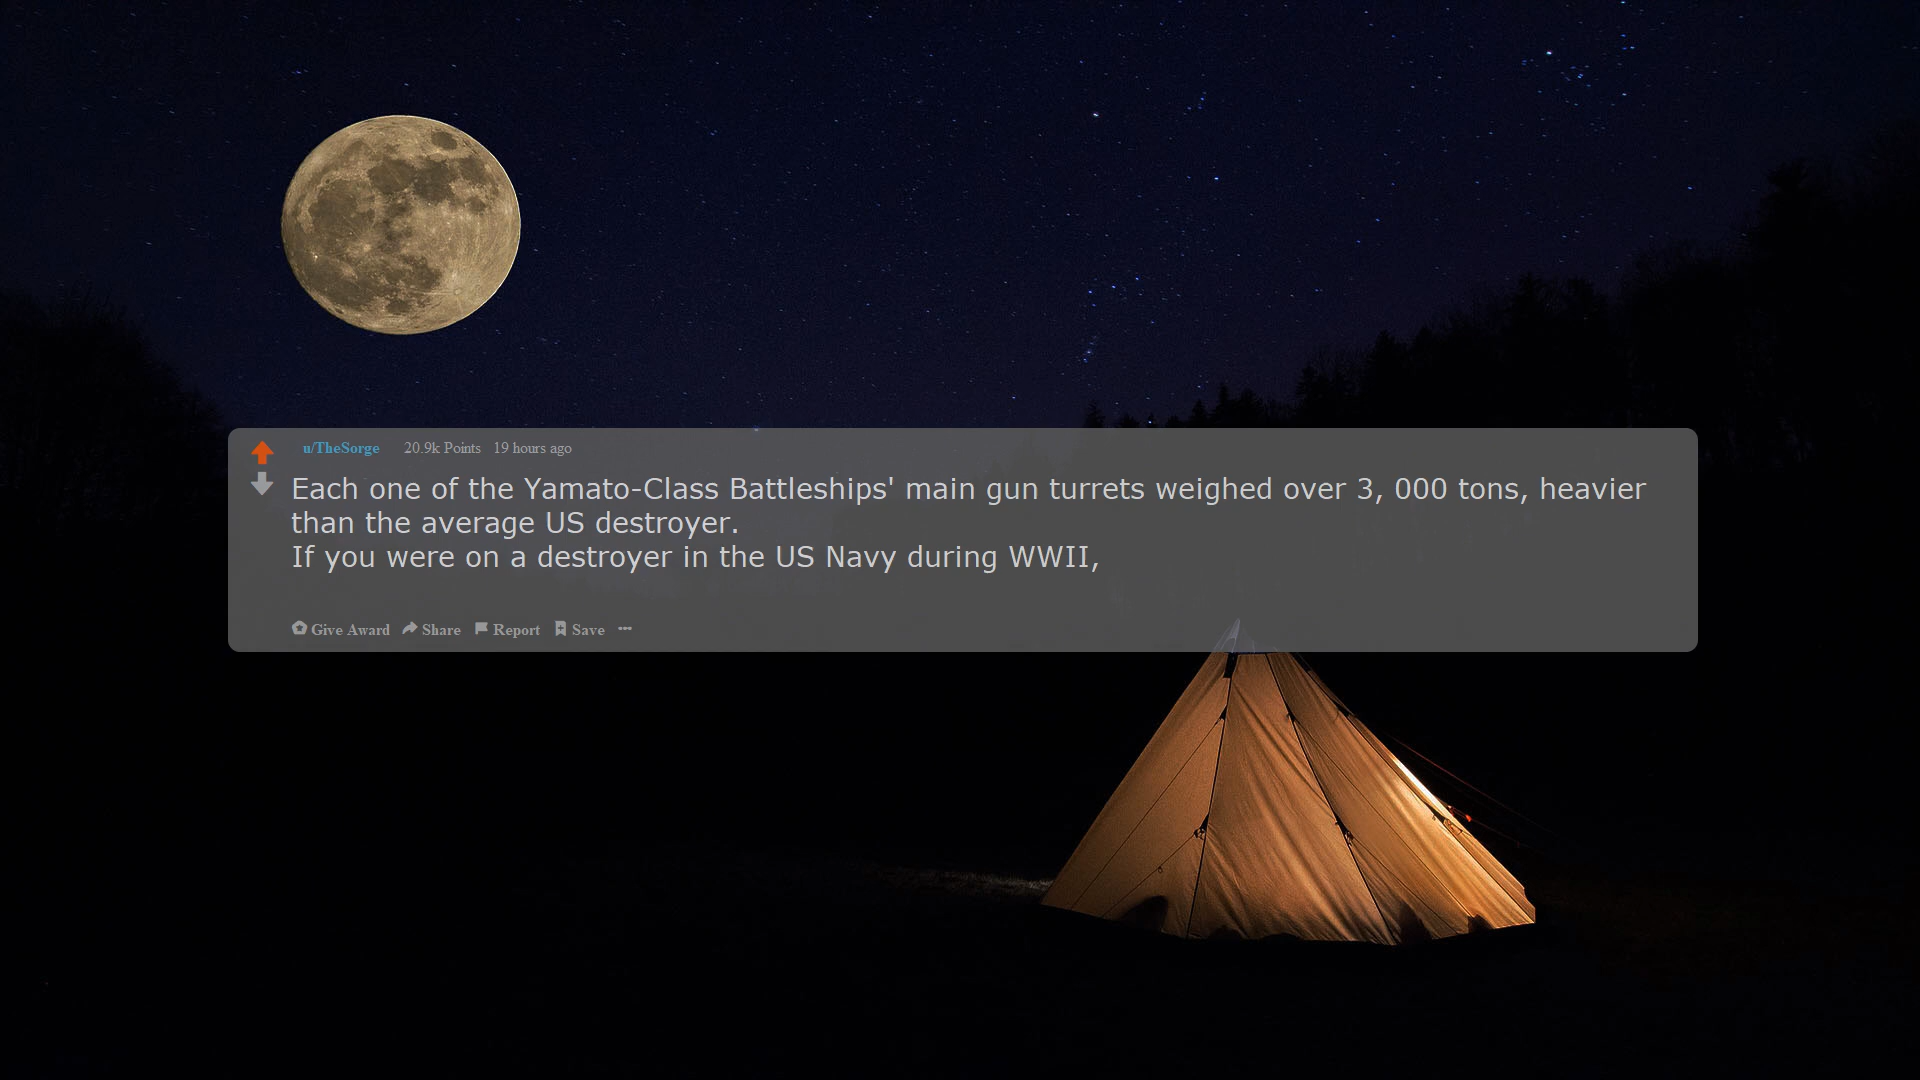 u/TheSorge 20.9k Points 19 hours ago
Each one of the Yamato-Class Battleships' main gun turrets weighed over 3, 000 tons, heavier
than the average US destroyer.
If you were on a destroyer in the US Navy during WWII,
Give Award Share Report Save ...